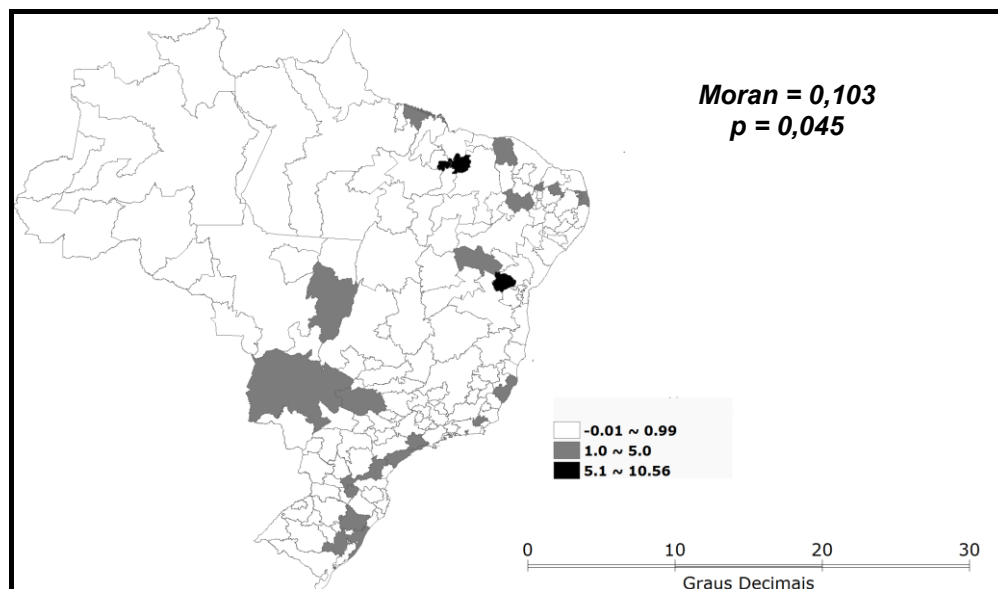 Moran = 0,103
p = 0,045
-0.01 ~ 0.99
1.0 ~ 5.0
5.1 ~ 10.56
0 10 20 30
Graus Decimais